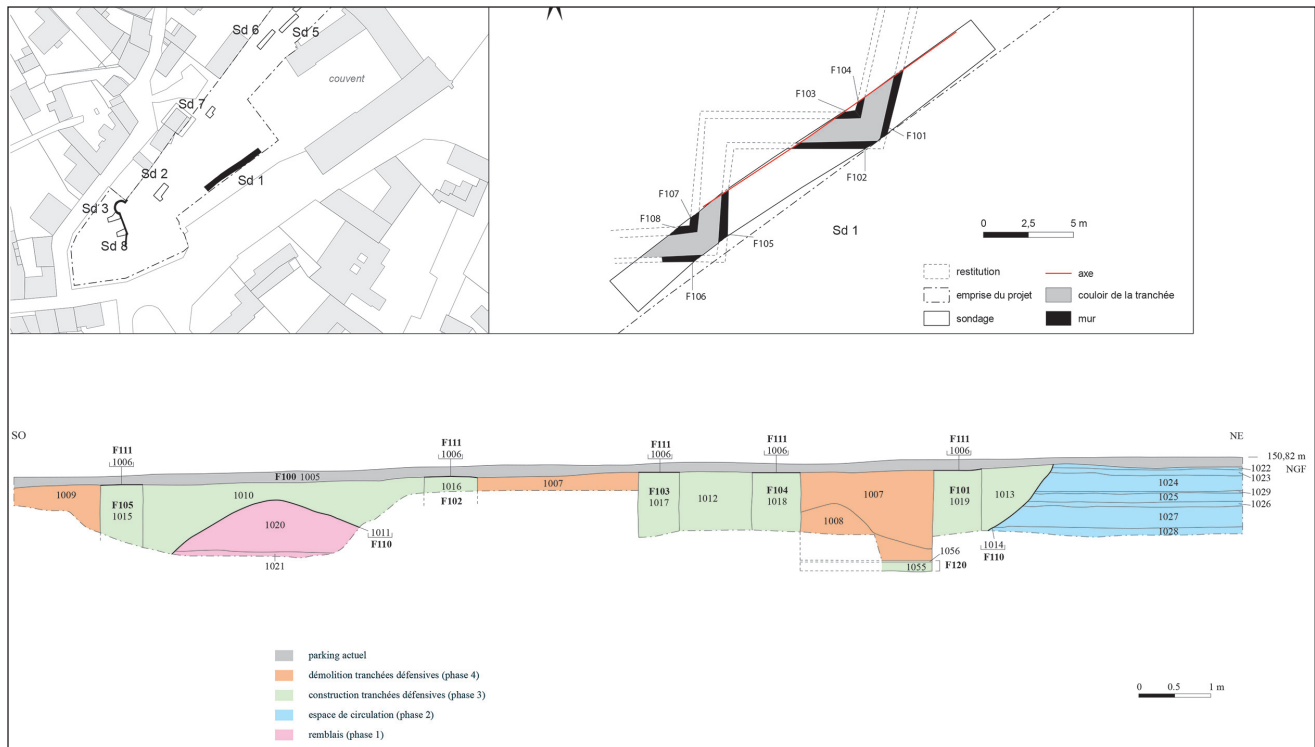 Sd 6
Sd 5
couvent
Sd 7
Sd 2
Sd 1
Sd 3
Sd 8
F104
F103
F101
F102
F107
F108
F105
F106
Sd 1
0 2,5 5 m
restitution
axe
emprise du projet
couloir de la tranchée
sondage
mur
SO
NE
F111
1006
F111
1006
F111
1006
F111
1006
F111
1006
150,82 m
NGF
F100 1005
1009
F105
1015
1010
1020
1021
1011
F110
1016
F102
1007
F103
1017
1012
F104
1018
1007
1008
F101
1019
1013
1014
F110
1056
1055
F120
1022
1023
1024
1029
1025
1026
1027
1028
parking actuel
démolition tranchées défensives (phase 4)
construction tranchées défensives (phase 3)
espace de circulation (phase 2)
remblais (phase 1)
0 0.5 1 m